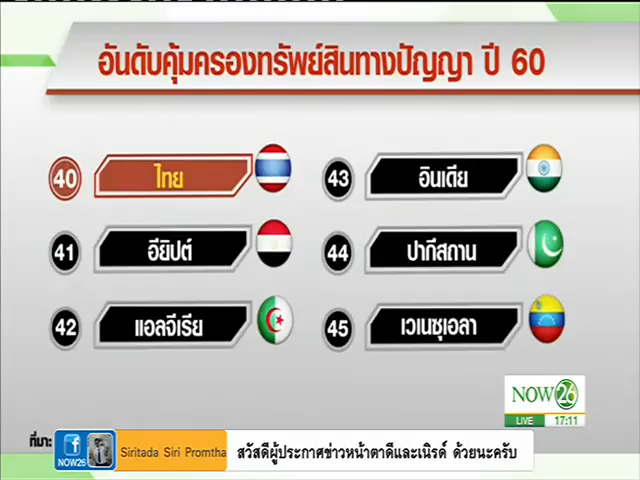 อันดับคุ้มครองทรัพย์สินทางปัญญา ปี 60
40 ไทย
41 อียิปต์
42 แอลจีเรีย
43 อินเดีย
44 ปากีสถาน
45 เวเนซุเอลา
NOW26
LIVE 17:11
ที่มา:
NOW26
Siritada Siri Promtha
สวัสดีผู้ประกาศข่าวหน้าตาดีและเนิรด์ ด้วยนะครับ